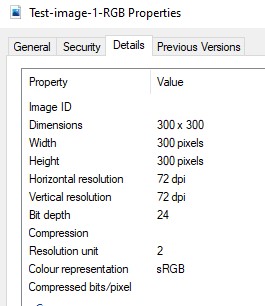 Test-image-1-RGB Properties
General Security Details Previous Versions
Property Value
Image ID
Dimensions 300 x 300
Width 300 pixels
Height 300 pixels
Horizontal resolution 72 dpi
Vertical resolution 72 dpi
Bit depth 24
Compression
Resolution unit 2
Colour representation sRGB
Compressed bits/pixel